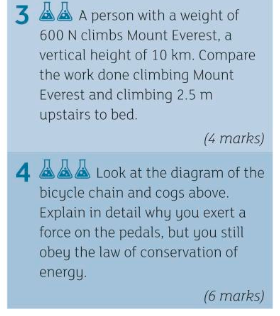 3 A person with a weight of
600 N climbs Mount Everest, a
vertical height of 10 km. Compare
the work done climbing Mount
Everest and climbing 2.5 m
upstairs to bed.
(4 marks)
4 Look at the diagram of the
bicycle chain and cogs above.
Explain in detail why you exert a
force on the pedals, but you still
obey the law of conservation of
energy.
(6 marks)